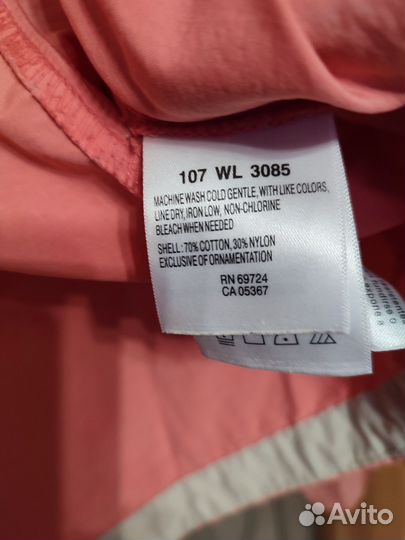 107 WL 3085
MACHINE WASH COLD GENTLE, WITH LIKE COLORS,
LINE DRY, IRON LOW, NON-CHLORINE
BLEACH WHEN NEEDED
SHELL: 70% COTTON, 30% NYLON
EXCLUSIVE OF ORNAMENTATION
RN 69724
CA 05367
Avito